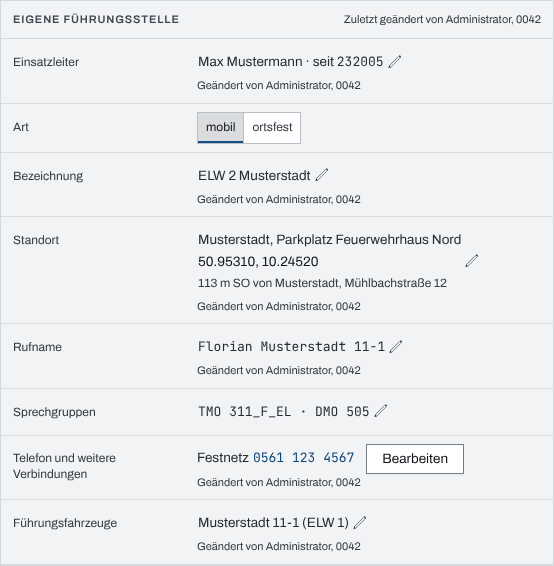 EIGENE FÜHRUNGSSTELLE
Zuletzt geändert von Administrator, 0042
Einsatzleiter
Max Mustermann · seit 232005
Geändert von Administrator, 0042
Art
mobil ortsfest
Bezeichnung
ELW 2 Musterstadt
Geändert von Administrator, 0042
Standort
Musterstadt, Parkplatz Feuerwehrhaus Nord
50.95310, 10.24520
113 m SO von Musterstadt, Mühlbachstraße 12
Geändert von Administrator, 0042
Rufname
Florian Musterstadt 11-1
Geändert von Administrator, 0042
Sprechgruppen
TMO 311_F_EL · DMO 505
Telefon und weitere
Verbindungen
Festnetz 0561 123 4567 Bearbeiten
Geändert von Administrator, 0042
Führungsfahrzeuge
Musterstadt 11-1 (ELW 1)
Geändert von Administrator, 0042